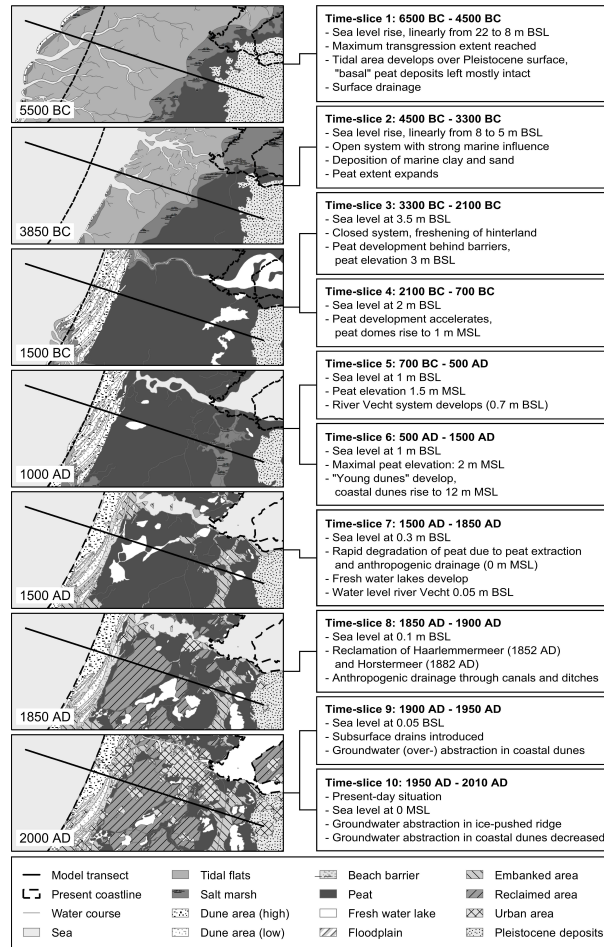 5500 BC
3850 BC
1500 BC
1000 AD
1500 AD
1850 AD
2000 AD
Time-slice 1: 6500 BC - 4500 BC
- Sea level rise, linearly from 22 to 8 m BSL
- Maximum transgression extent reached
- Tidal area develops over Pleistocene surface,
"basal" peat deposits left mostly intact
- Surface drainage
Time-slice 2: 4500 BC - 3300 BC
- Sea level rise, linearly from 8 to 5 m BSL
- Open system with strong marine influence
- Deposition of marine clay and sand
- Peat extent expands
Time-slice 3: 3300 BC - 2100 BC
- Sea level at 3.5 m BSL
- Closed system, freshening of hinterland
- Peat development behind barriers,
peat elevation 3 m BSL
Time-slice 4: 2100 BC - 700 BC
- Sea level at 2 m BSL
- Peat development accelerates,
peat domes rise to 1 m MSL
Time-slice 5: 700 BC - 500 AD
- Sea level at 1 m BSL
- Peat elevation 1.5 m MSL
- River Vecht system develops (0.7 m BSL)
Time-slice 6: 500 AD - 1500 AD
- Sea level at 1 m BSL
- Maximal peat elevation: 2 m MSL
- "Young dunes" develop,
coastal dunes rise to 12 m MSL
Time-slice 7: 1500 AD - 1850 AD
- Sea level at 0.3 m BSL
- Rapid degradation of peat due to peat extraction
and anthropogenic drainage (0 m MSL)
- Fresh water lakes develop
- Water level river Vecht 0.05 m BSL
Time-slice 8: 1850 AD - 1900 AD
- Sea level at 0.1 m BSL
- Reclamation of Haarlemmermeer (1852 AD)
and Horstermeer (1882 AD)
- Anthropogenic drainage through canals and ditches
Time-slice 9: 1900 AD - 1950 AD
- Sea level at 0.05 BSL
- Subsurface drains introduced
- Groundwater (over-) abstraction in coastal dunes
Time-slice 10: 1950 AD - 2010 AD
- Present-day situation
- Sea level at 0 MSL
- Groundwater abstraction in ice-pushed ridge
- Groundwater abstraction in coastal dunes decreased
Model transect
Present coastline
Water course
Sea
Tidal flats
Salt marsh
Dune area (high)
Dune area (low)
Beach barrier
Peat
Fresh water lake
Floodplain
Embanked area
Reclaimed area
Urban area
Pleistocene deposits